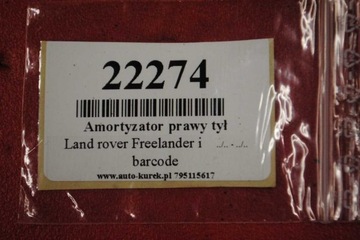 22274
Amortyzator prawy tył
Land rover Freelander i ../.. - ../..
barcode
www.auto-kurek.pl 795115617